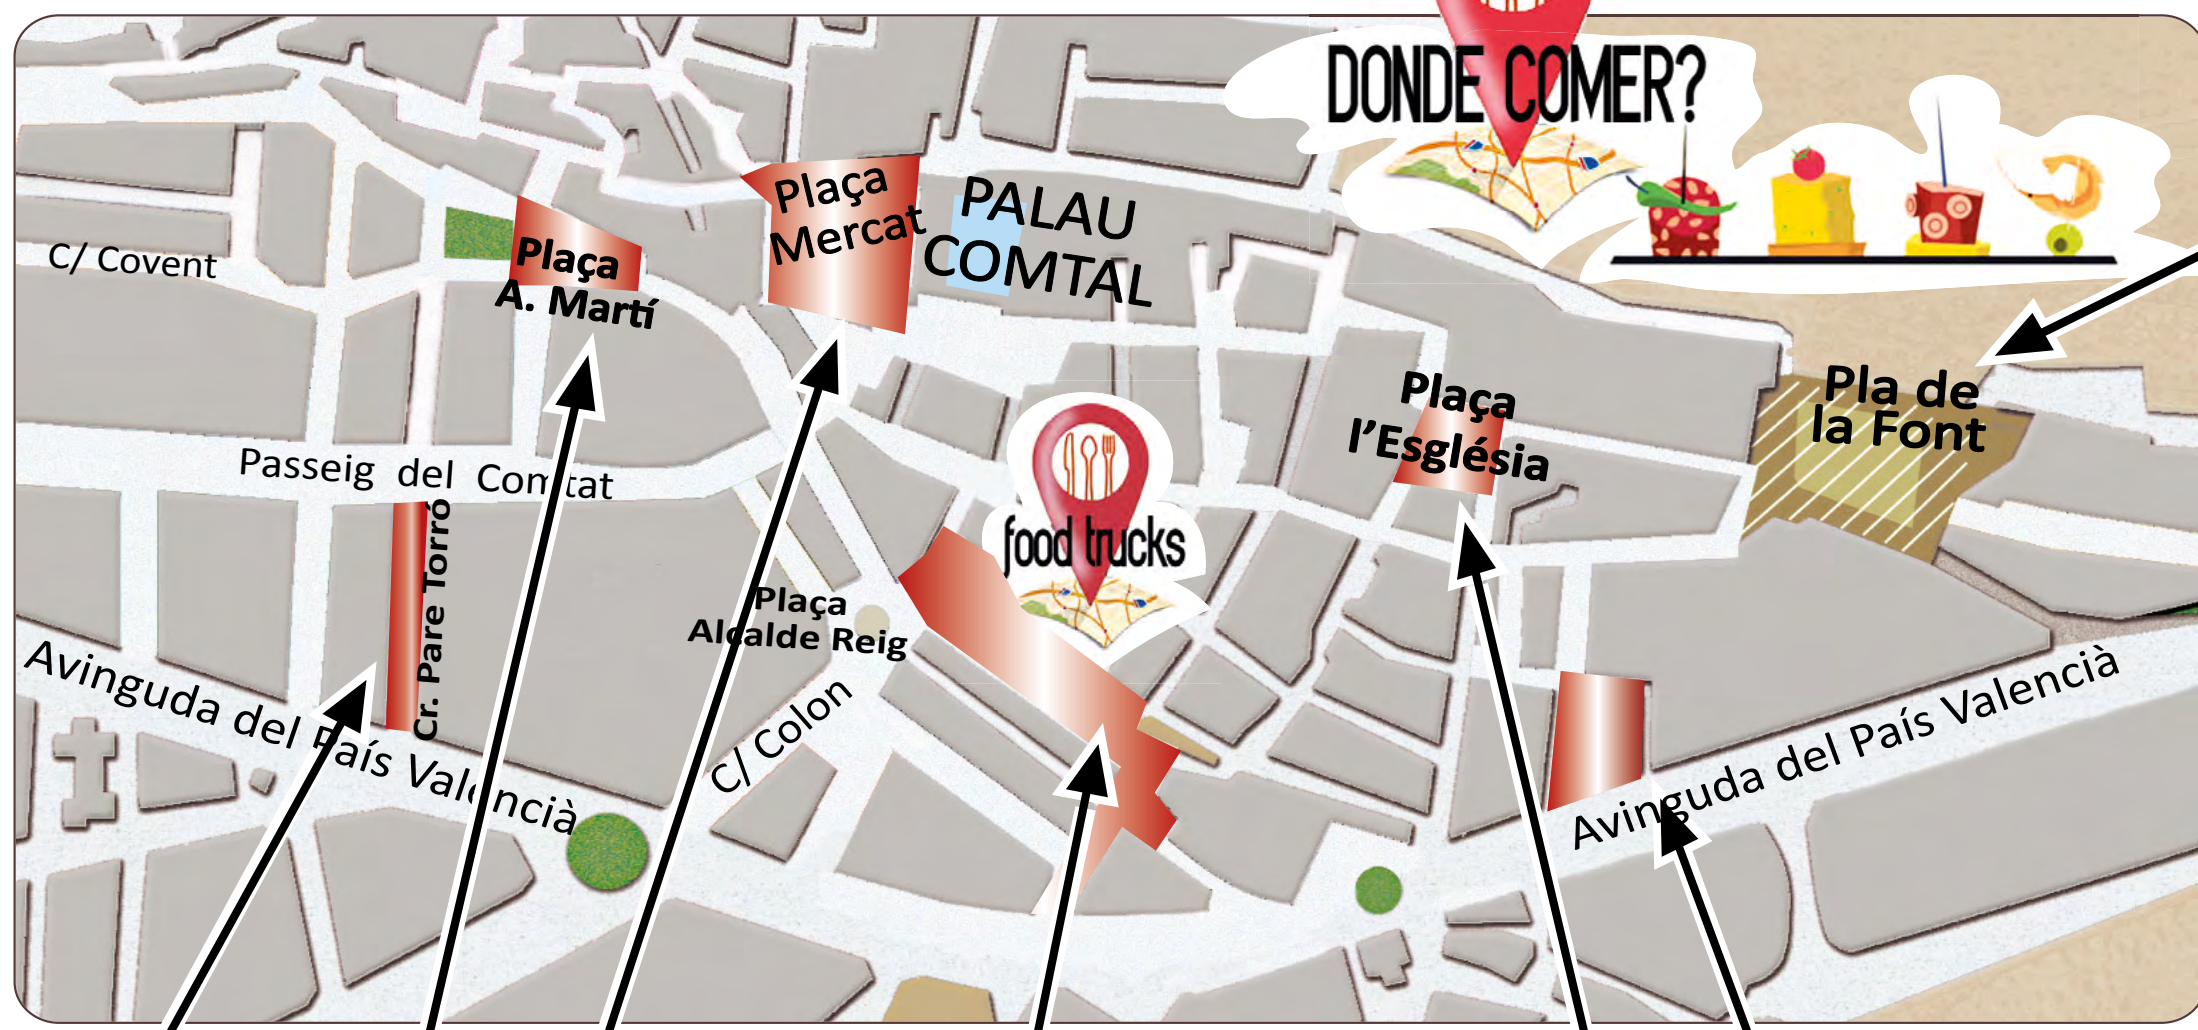 DONDE COMER?
Plaça
Mercat
PALAU
COMTAL
C/ Covent
Plaça
A. Martí
Pla de
la Font
Plaça
l'Església
Passeig del Comtat
food trucks
Cr. Pare Torró
Plaça
Alcalde Reig
Avinguda del País Valencià
C/ Colon
Avinguda del País Valencià